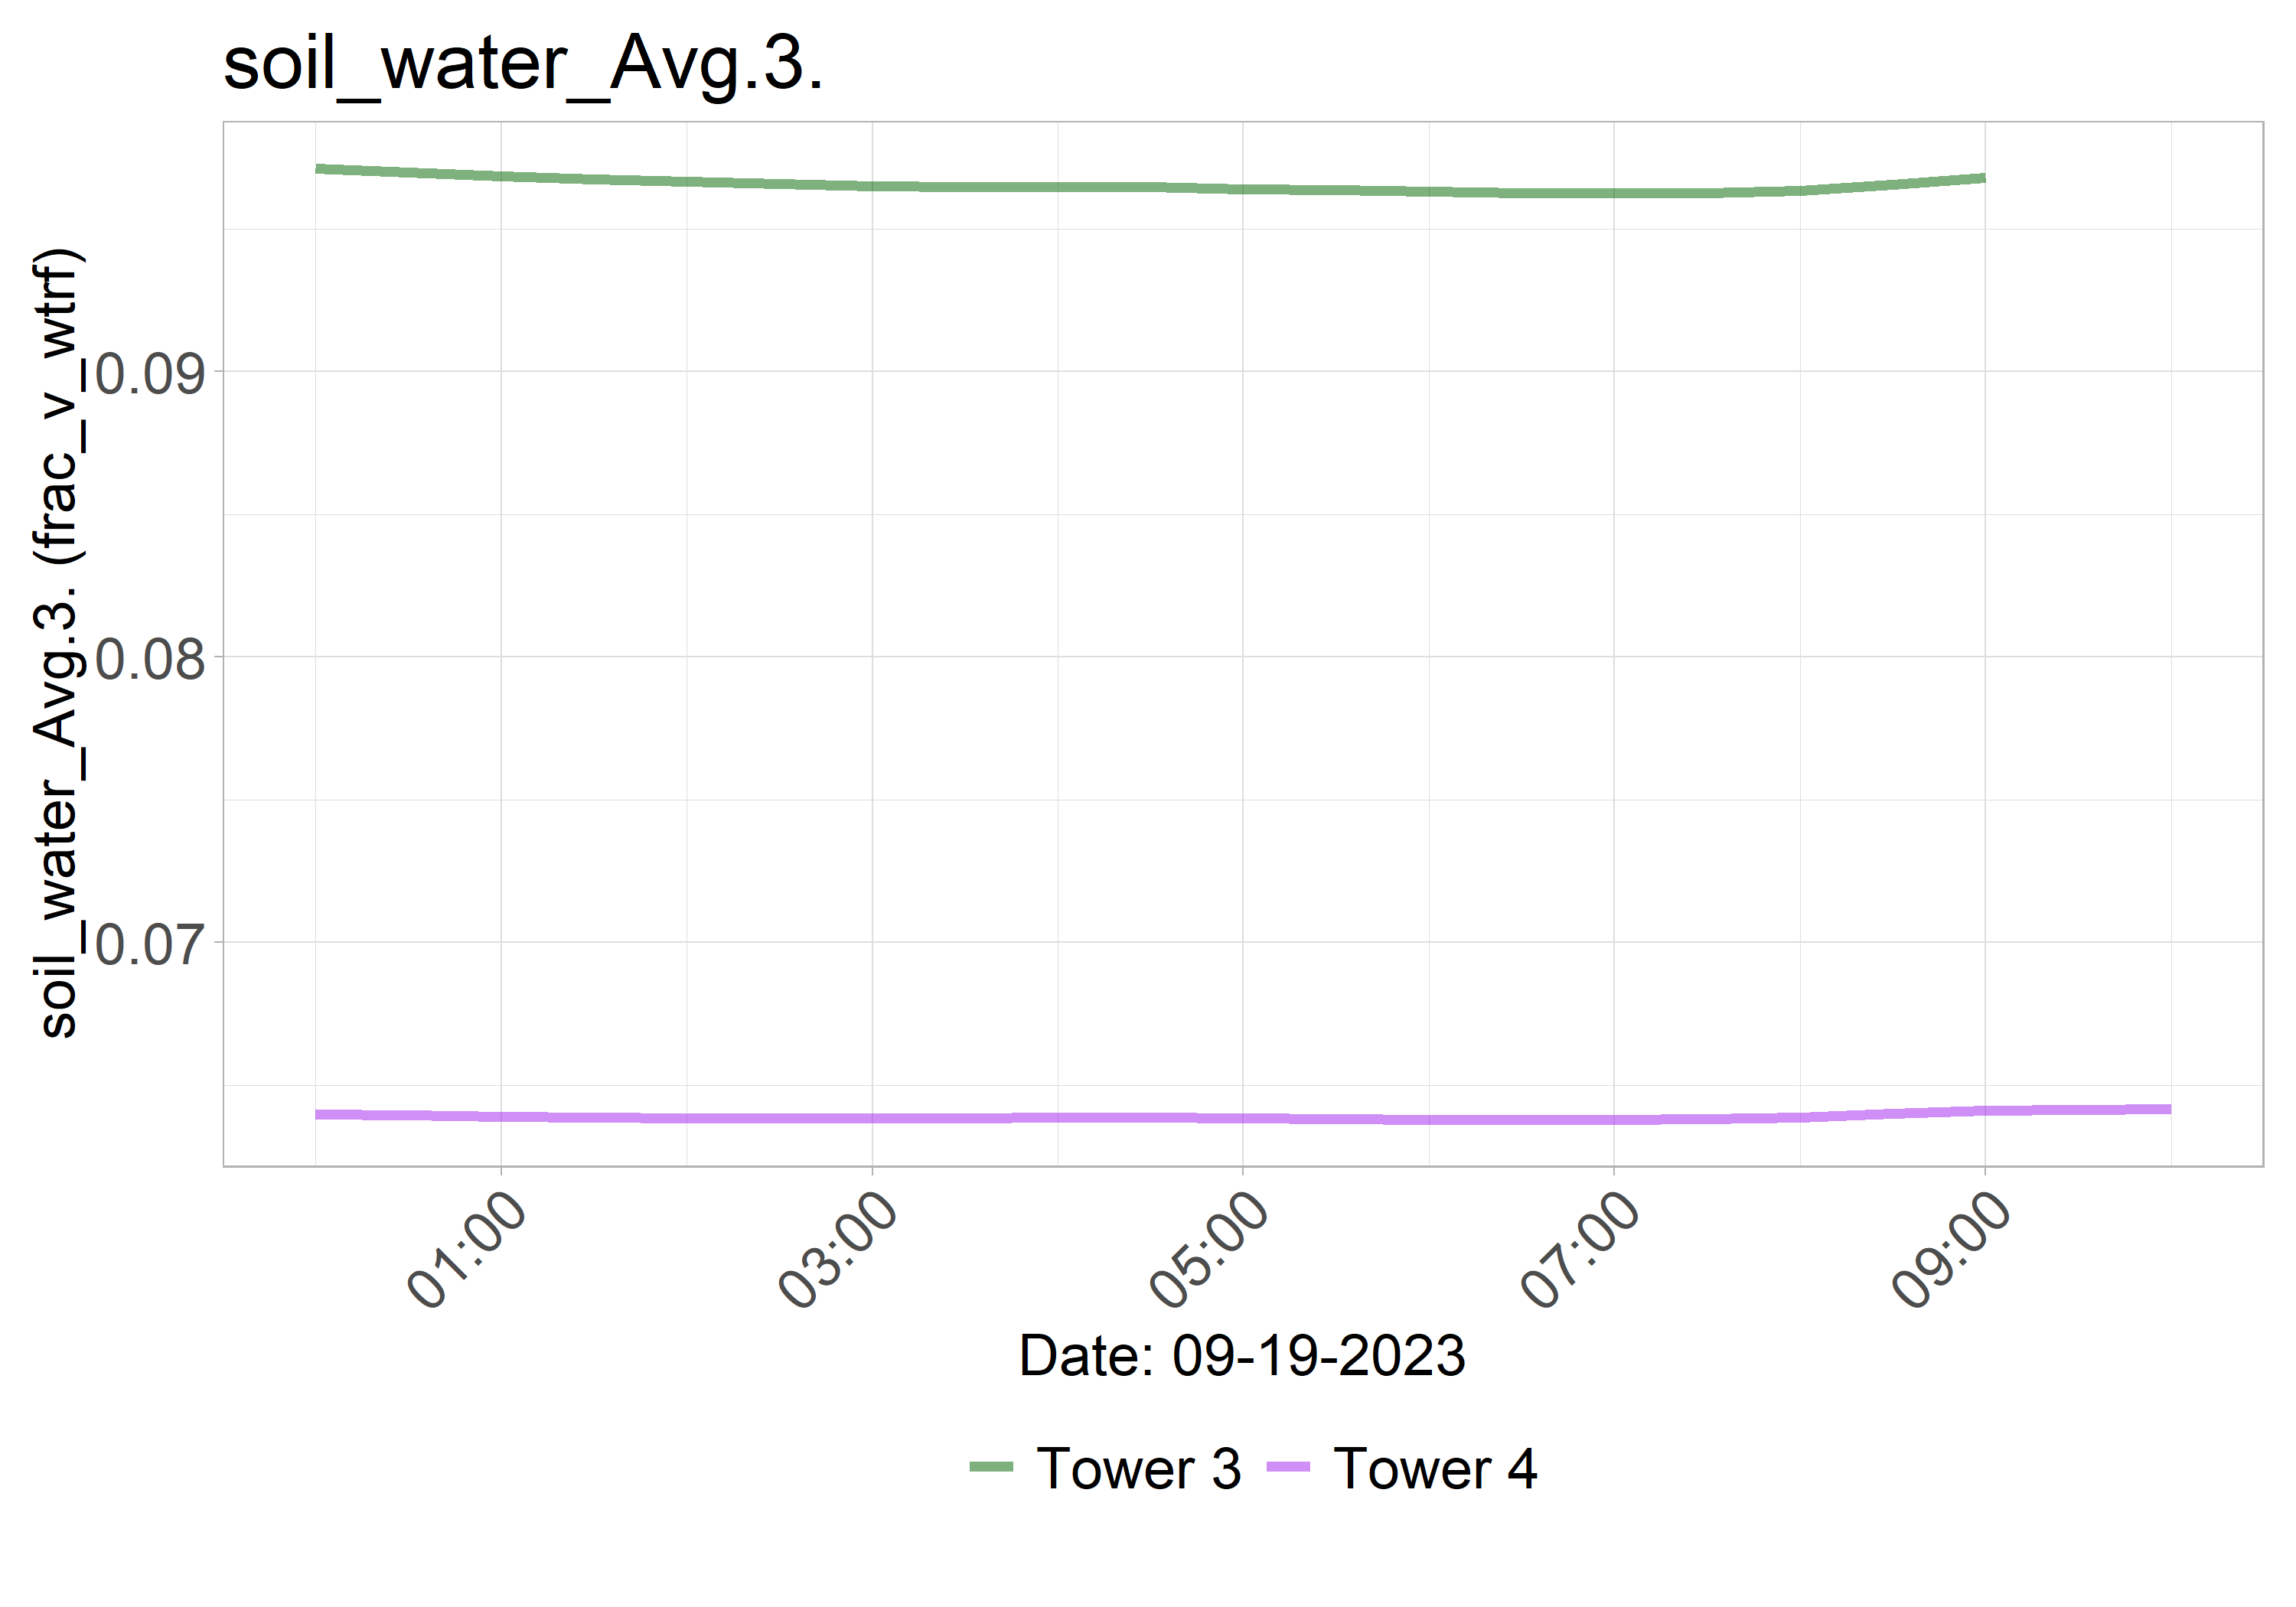 soil_water_Avg.3.
soil_water_Avg.3. (frac_v_wtrf)
0.09
0.08
0.07
01:00
03:00
05:00
07:00
09:00
Date: 09-19-2023
Tower 3
Tower 4